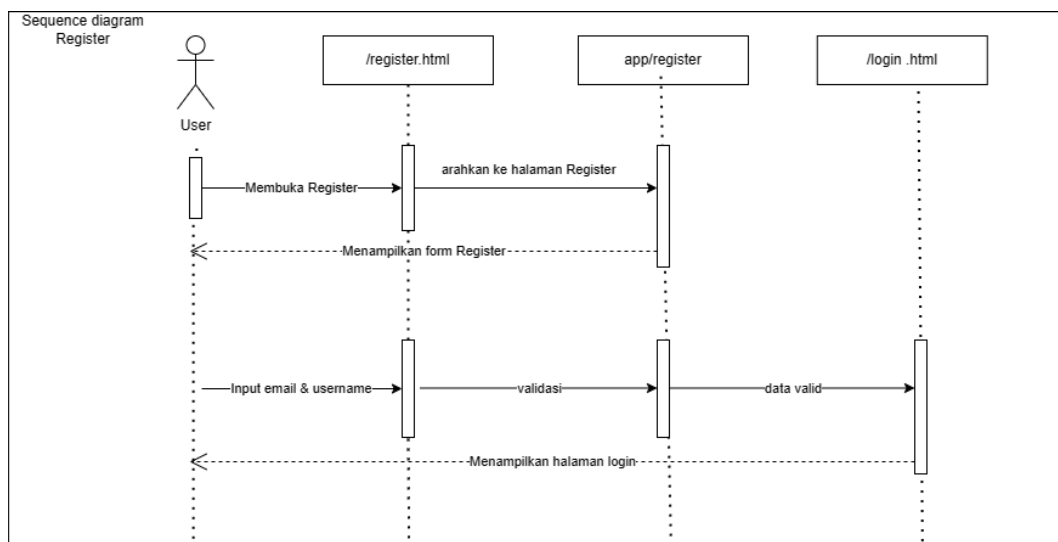 Sequence diagram
Register
/register.html
app/register
/login .html
User
arahkan ke halaman Register
Membuka Register
Menampilkan form Register
Input email & username
validasi
data valid
Menampilkan halaman login